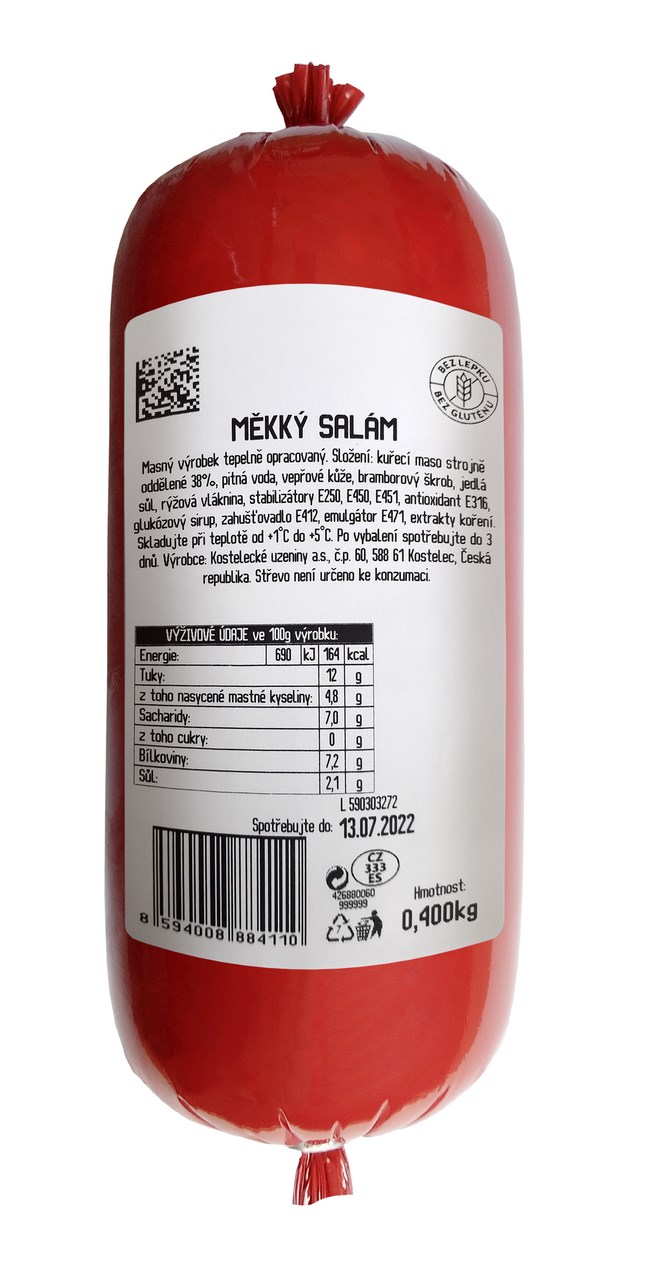 BEZ LEPKU
BEZ GLUTENU
MĚKKÝ SALÁM
Masný výrobek tepelně opracovaný. Složení: kuřecí maso strojně
oddělené 38%, pitná voda, vepřové kůže, bramborový škrob, jedlá
sůl, rýžová vláknina, stabilizátory E250, E450, E451, antioxidant E316,
glukózový sirup, zahušťovadlo E412, emulgátor E471, extrakty koření.
Skladujte při teplotě od +1°C do +5°C. Po vybalení spotřebujte do 3
dnů. Výrobce: Kostelecké uzeniny a.s., č.p. 60, 588 61 Kostelec, Česká
republika. Střevo není určeno ke konzumaci.
VÝŽIVOVÉ ÚDAJE ve 100g výrobku:
Energie: 690 kJ 164 kcal
Tuky: 12 g
z toho nasycené mastné kyseliny: 4,8 g
Sacharidy: 7,0 g
z toho cukry: 0 g
Bílkoviny: 7,2 g
Sůl: 2,1 g
L 590303272
Spotřebujte do: 13.07.2022
CZ
333
ES
426880060
999999
7
Hmotnost:
0,400kg
8 594008 884110